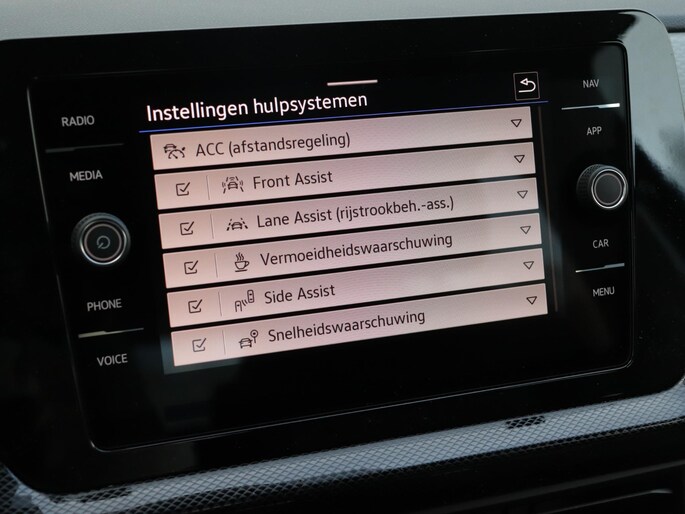 RADIO
MEDIA
PHONE
VOICE
Instellingen hulpsystemen
ACC (afstandsregeling)
Front Assist
Lane Assist (rijstrookbeh.-ass.)
Vermoeidheidswaarschuwing
Side Assist
Snelheidswaarschuwing
NAV
APP
CAR
MENU